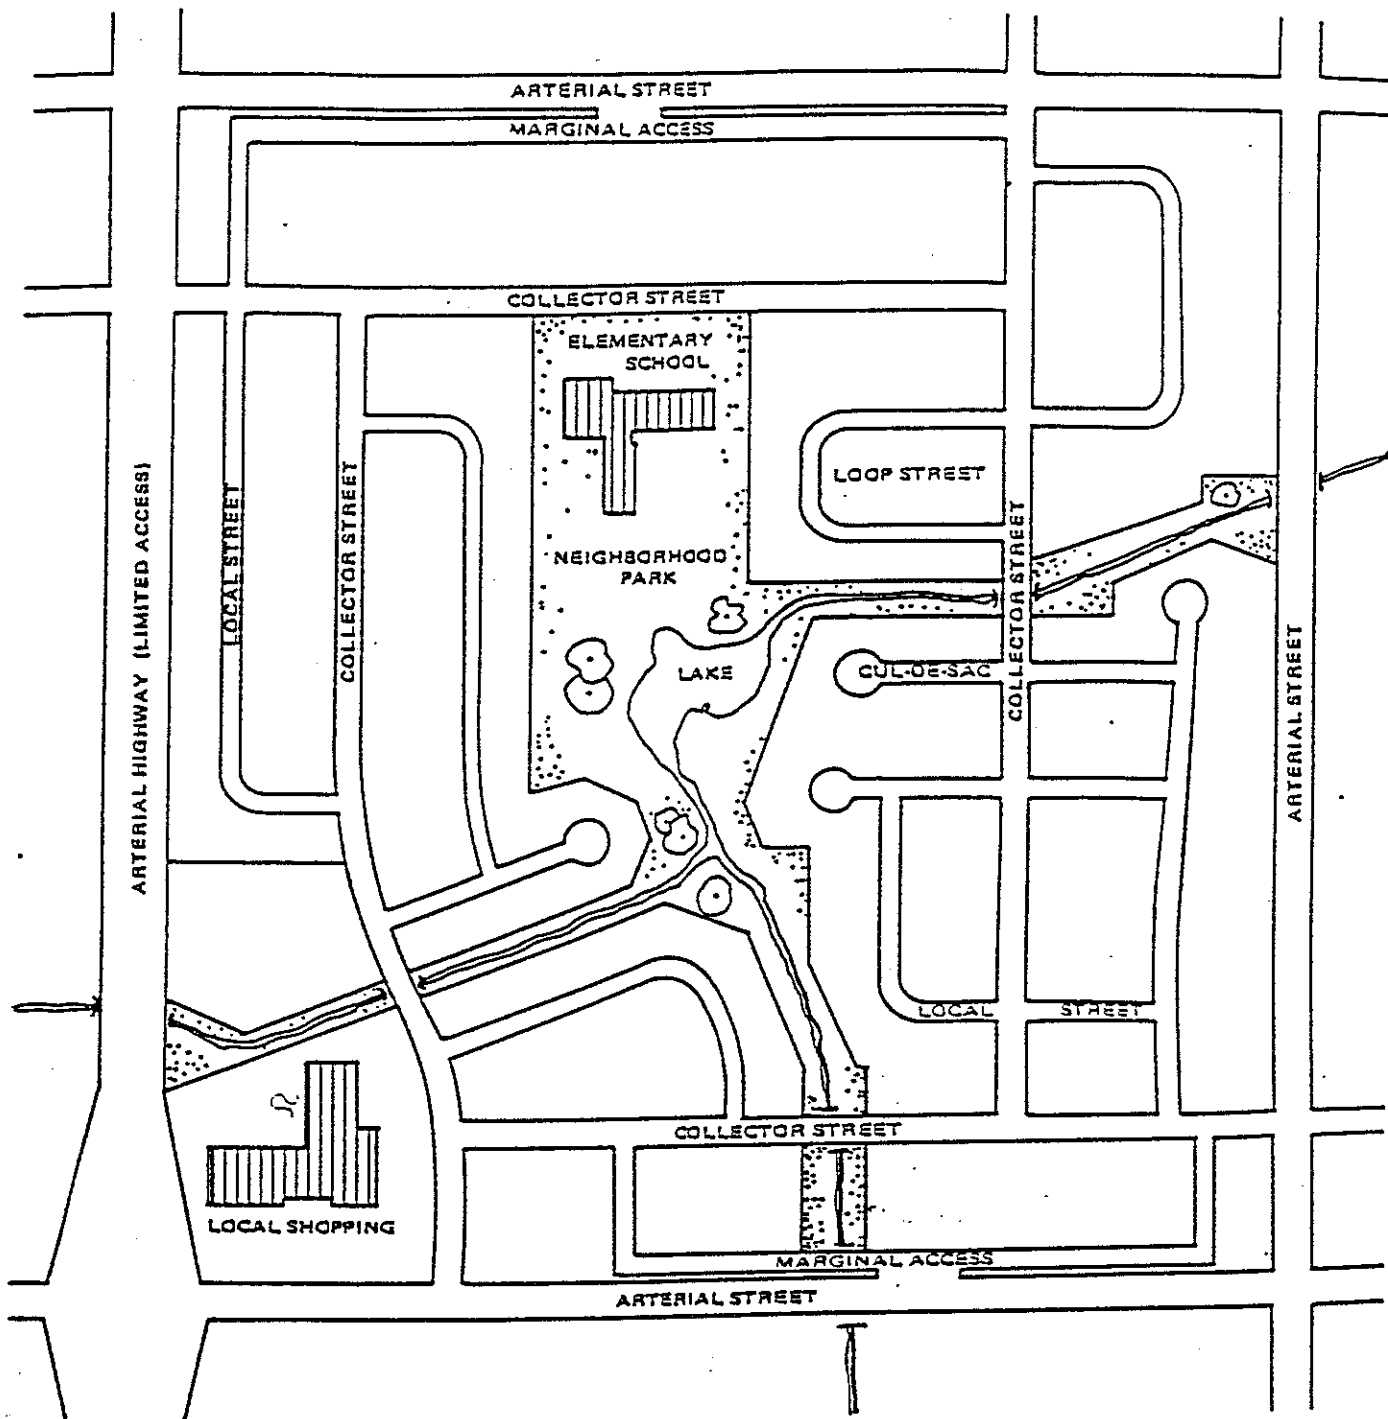 ARTERIAL STREET
MARGINAL ACCESS
COLLECTOR STREET
ELEMENTARY
SCHOOL
LOOP STREET
NEIGHBORHOOD
PARK
LAKE
CUL-DE-SAC
ARTERIAL HIGHWAY (LIMITED ACCESS)
LOCAL STREET
COLLECTOR STREET
COLLECTOR STREET
ARTERIAL STREET
LOCAL STREET
COLLECTOR STREET
LOCAL SHOPPING
MARGINAL ACCESS
ARTERIAL STREET